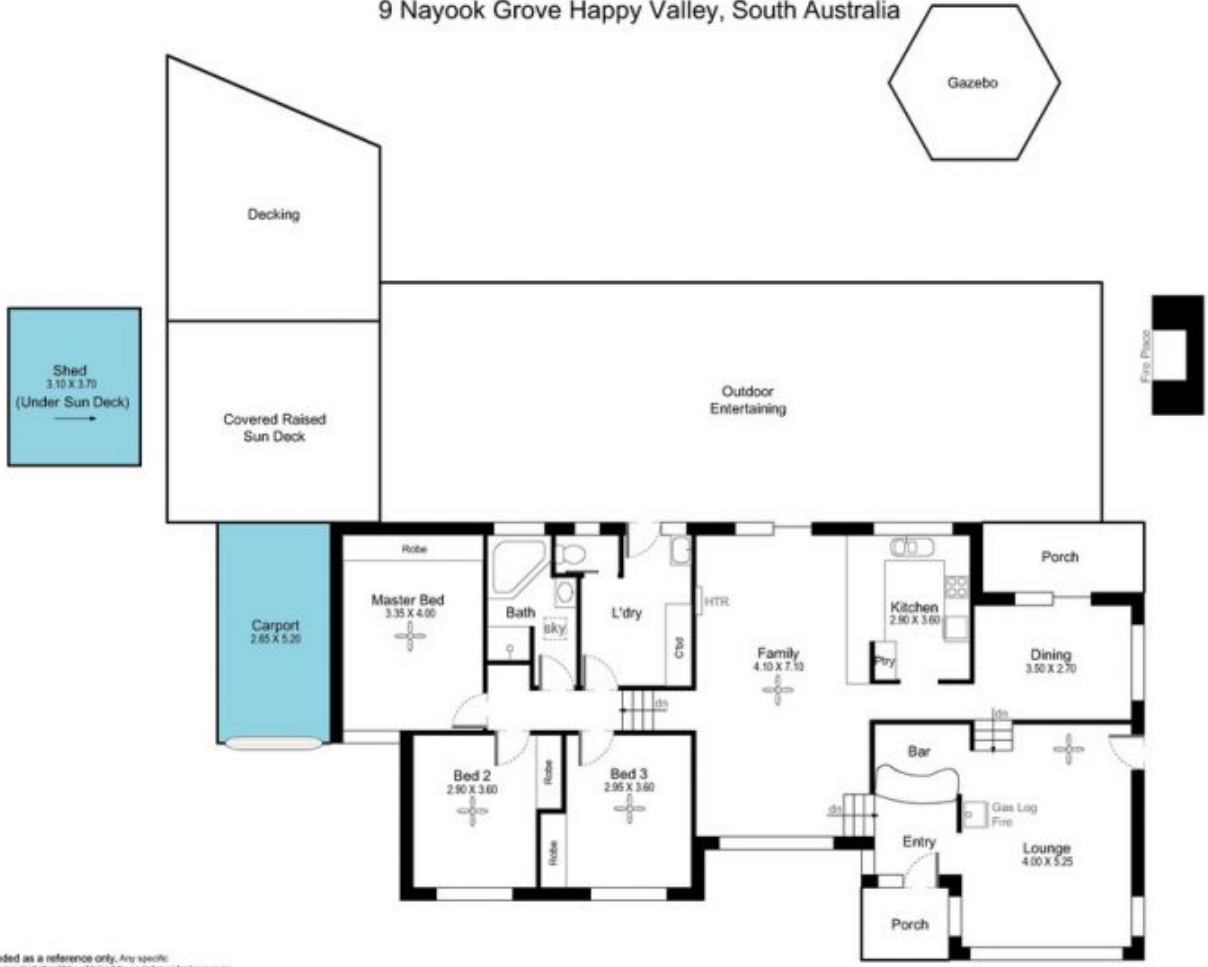 9 Nayook Grove Happy Valley, South Australia
Gazebo
Decking
Shed
3.10 X 3.70
(Under Sun Deck)
Covered Raised
Sun Deck
Outdoor
Entertaining
Fire Place
Carport
2.65 X 5.20
Robe
Master Bed
3.35 X 4.00
Bath
sky
L'dry
C'bd
HTR
Family
4.10 X 7.10
Kitchen
2.90 X 3.60
Ptry
Porch
Dining
3.50 X 2.70
dn
dn
Bed 2
2.90 X 3.60
Robe
Robe
Bed 3
2.95 X 3.60
Bar
dn
Gas Log
Fire
Entry
Lounge
4.00 X 5.25
Porch
ded as a reference only. Any specific